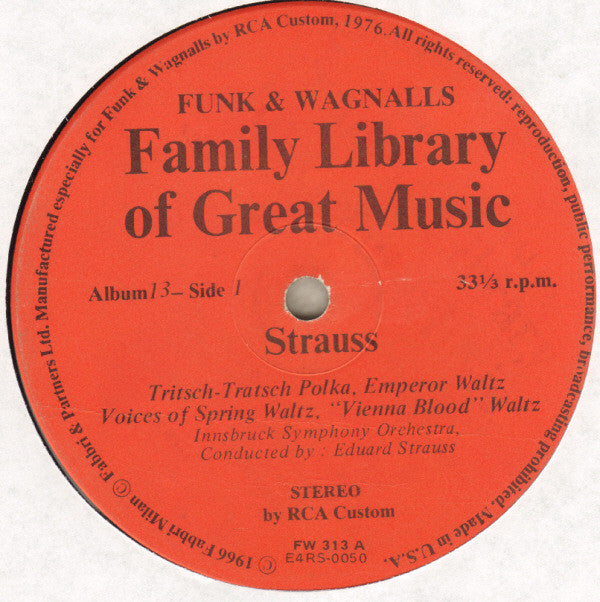 © 1966 Fabbri Milan © Fabbri & Partners Ltd. Manufactured especially for Funk & Wagnalls by RCA Custom, 1976. All rights reserved: reproduction, public performance, broadcasting prohibited. Made in U.S.A.
FUNK & WAGNALLS
Family Library
of Great Music
Album 13 – Side 1 33⅓ r.p.m.
Strauss
Tritsch-Tratsch Polka, Emperor Waltz
Voices of Spring Waltz, “Vienna Blood” Waltz
Innsbruck Symphony Orchestra,
Conducted by : Eduard Strauss
STEREO
by RCA Custom
FW 313 A
E4RS-0050